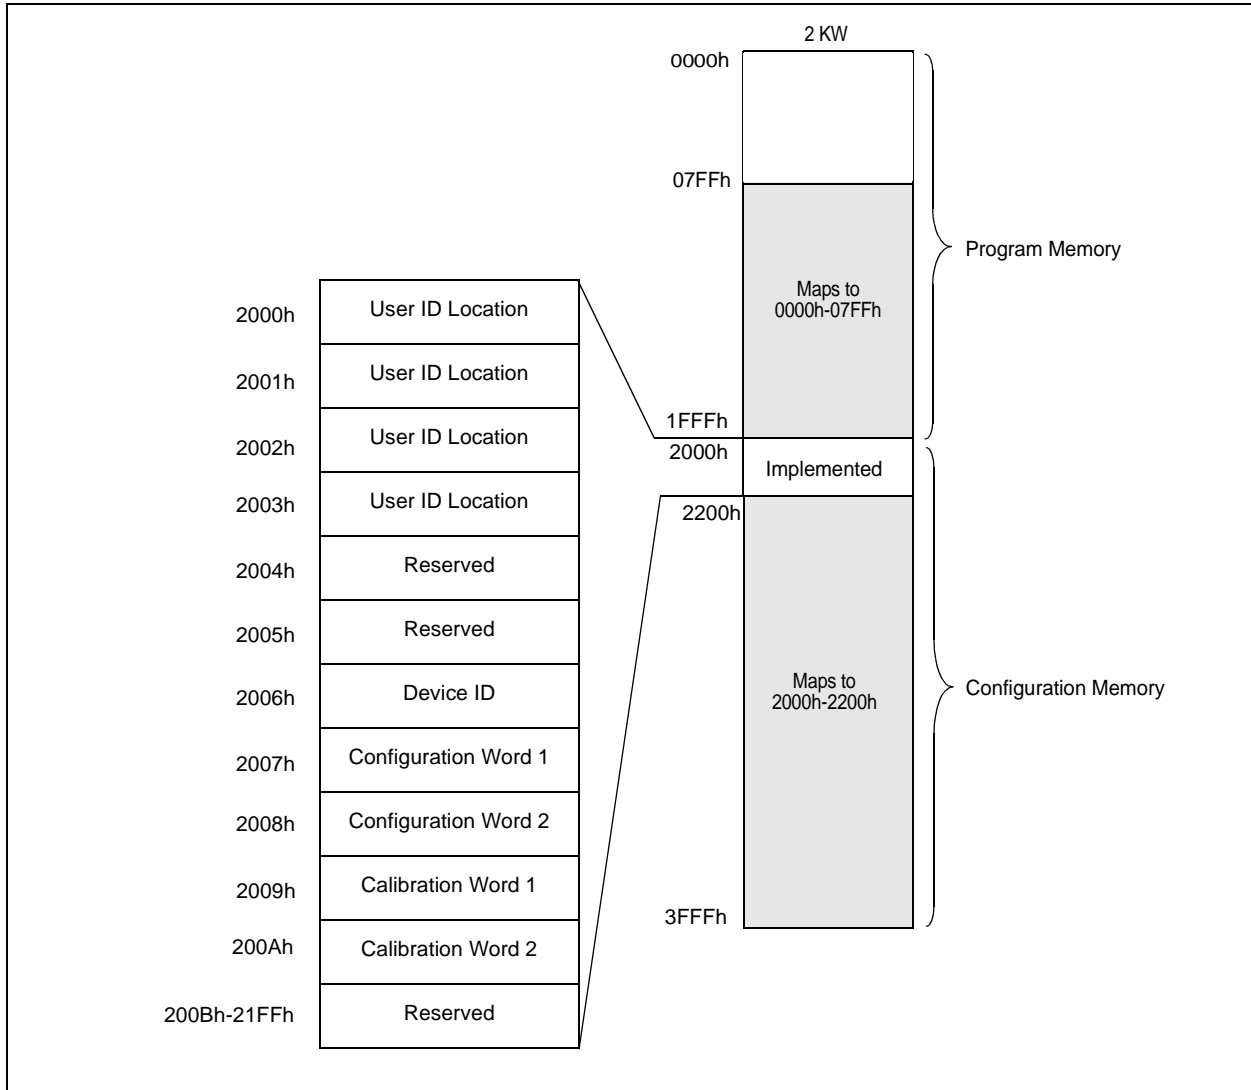 2 KW
0000h
07FFh
Program Memory
Maps to
0000h-07FFh
1FFFh
2000h
Implemented
2200h
Maps to
2000h-2200h
Configuration Memory
3FFFh
2000h User ID Location
2001h User ID Location
2002h User ID Location
2003h User ID Location
2004h Reserved
2005h Reserved
2006h Device ID
2007h Configuration Word 1
2008h Configuration Word 2
2009h Calibration Word 1
200Ah Calibration Word 2
200Bh-21FFh Reserved